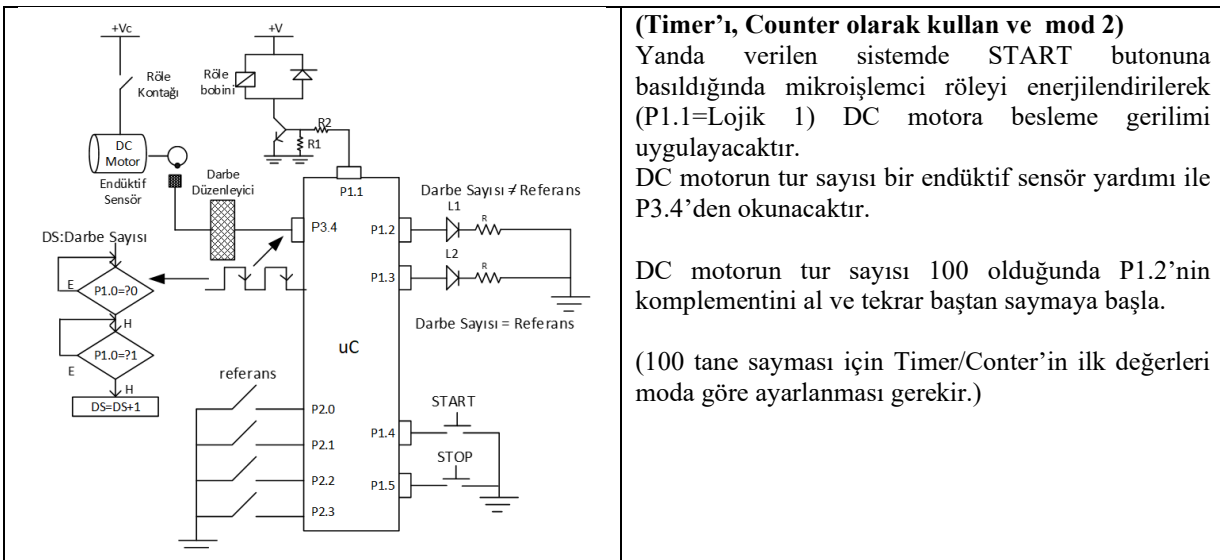 +Vc
+V
Röle
Kontağı
Röle
bobini
R2
R1
DC
Motor
Endüktif
Sensör
Darbe
Düzenleyici
P1.1
Darbe Sayısı ≠ Referans
L1
P3.4
P1.2
R
DS:Darbe Sayısı
L2
P1.3
R
E
P1.0=?0
H
Darbe Sayısı = Referans
P1.0=?1
E
uC
H
referans
DS=DS+1
START
P2.0
P1.4
P2.1
STOP
P2.2
P1.5
P2.3
(Timer’ı, Counter olarak kullan ve mod 2)
Yanda verilen sistemde START butonuna
basıldığında mikroişlemci röleyi enerjilendirilerek
(P1.1=Lojik 1) DC motora besleme gerilimi
uygulayacaktır.
DC motorun tur sayısı bir endüktif sensör yardımı ile
P3.4’den okunacaktır.
DC motorun tur sayısı 100 olduğunda P1.2’nin
komplementini al ve tekrar baştan saymaya başla.
(100 tane sayması için Timer/Conter’in ilk değerleri
moda göre ayarlanması gerekir.)